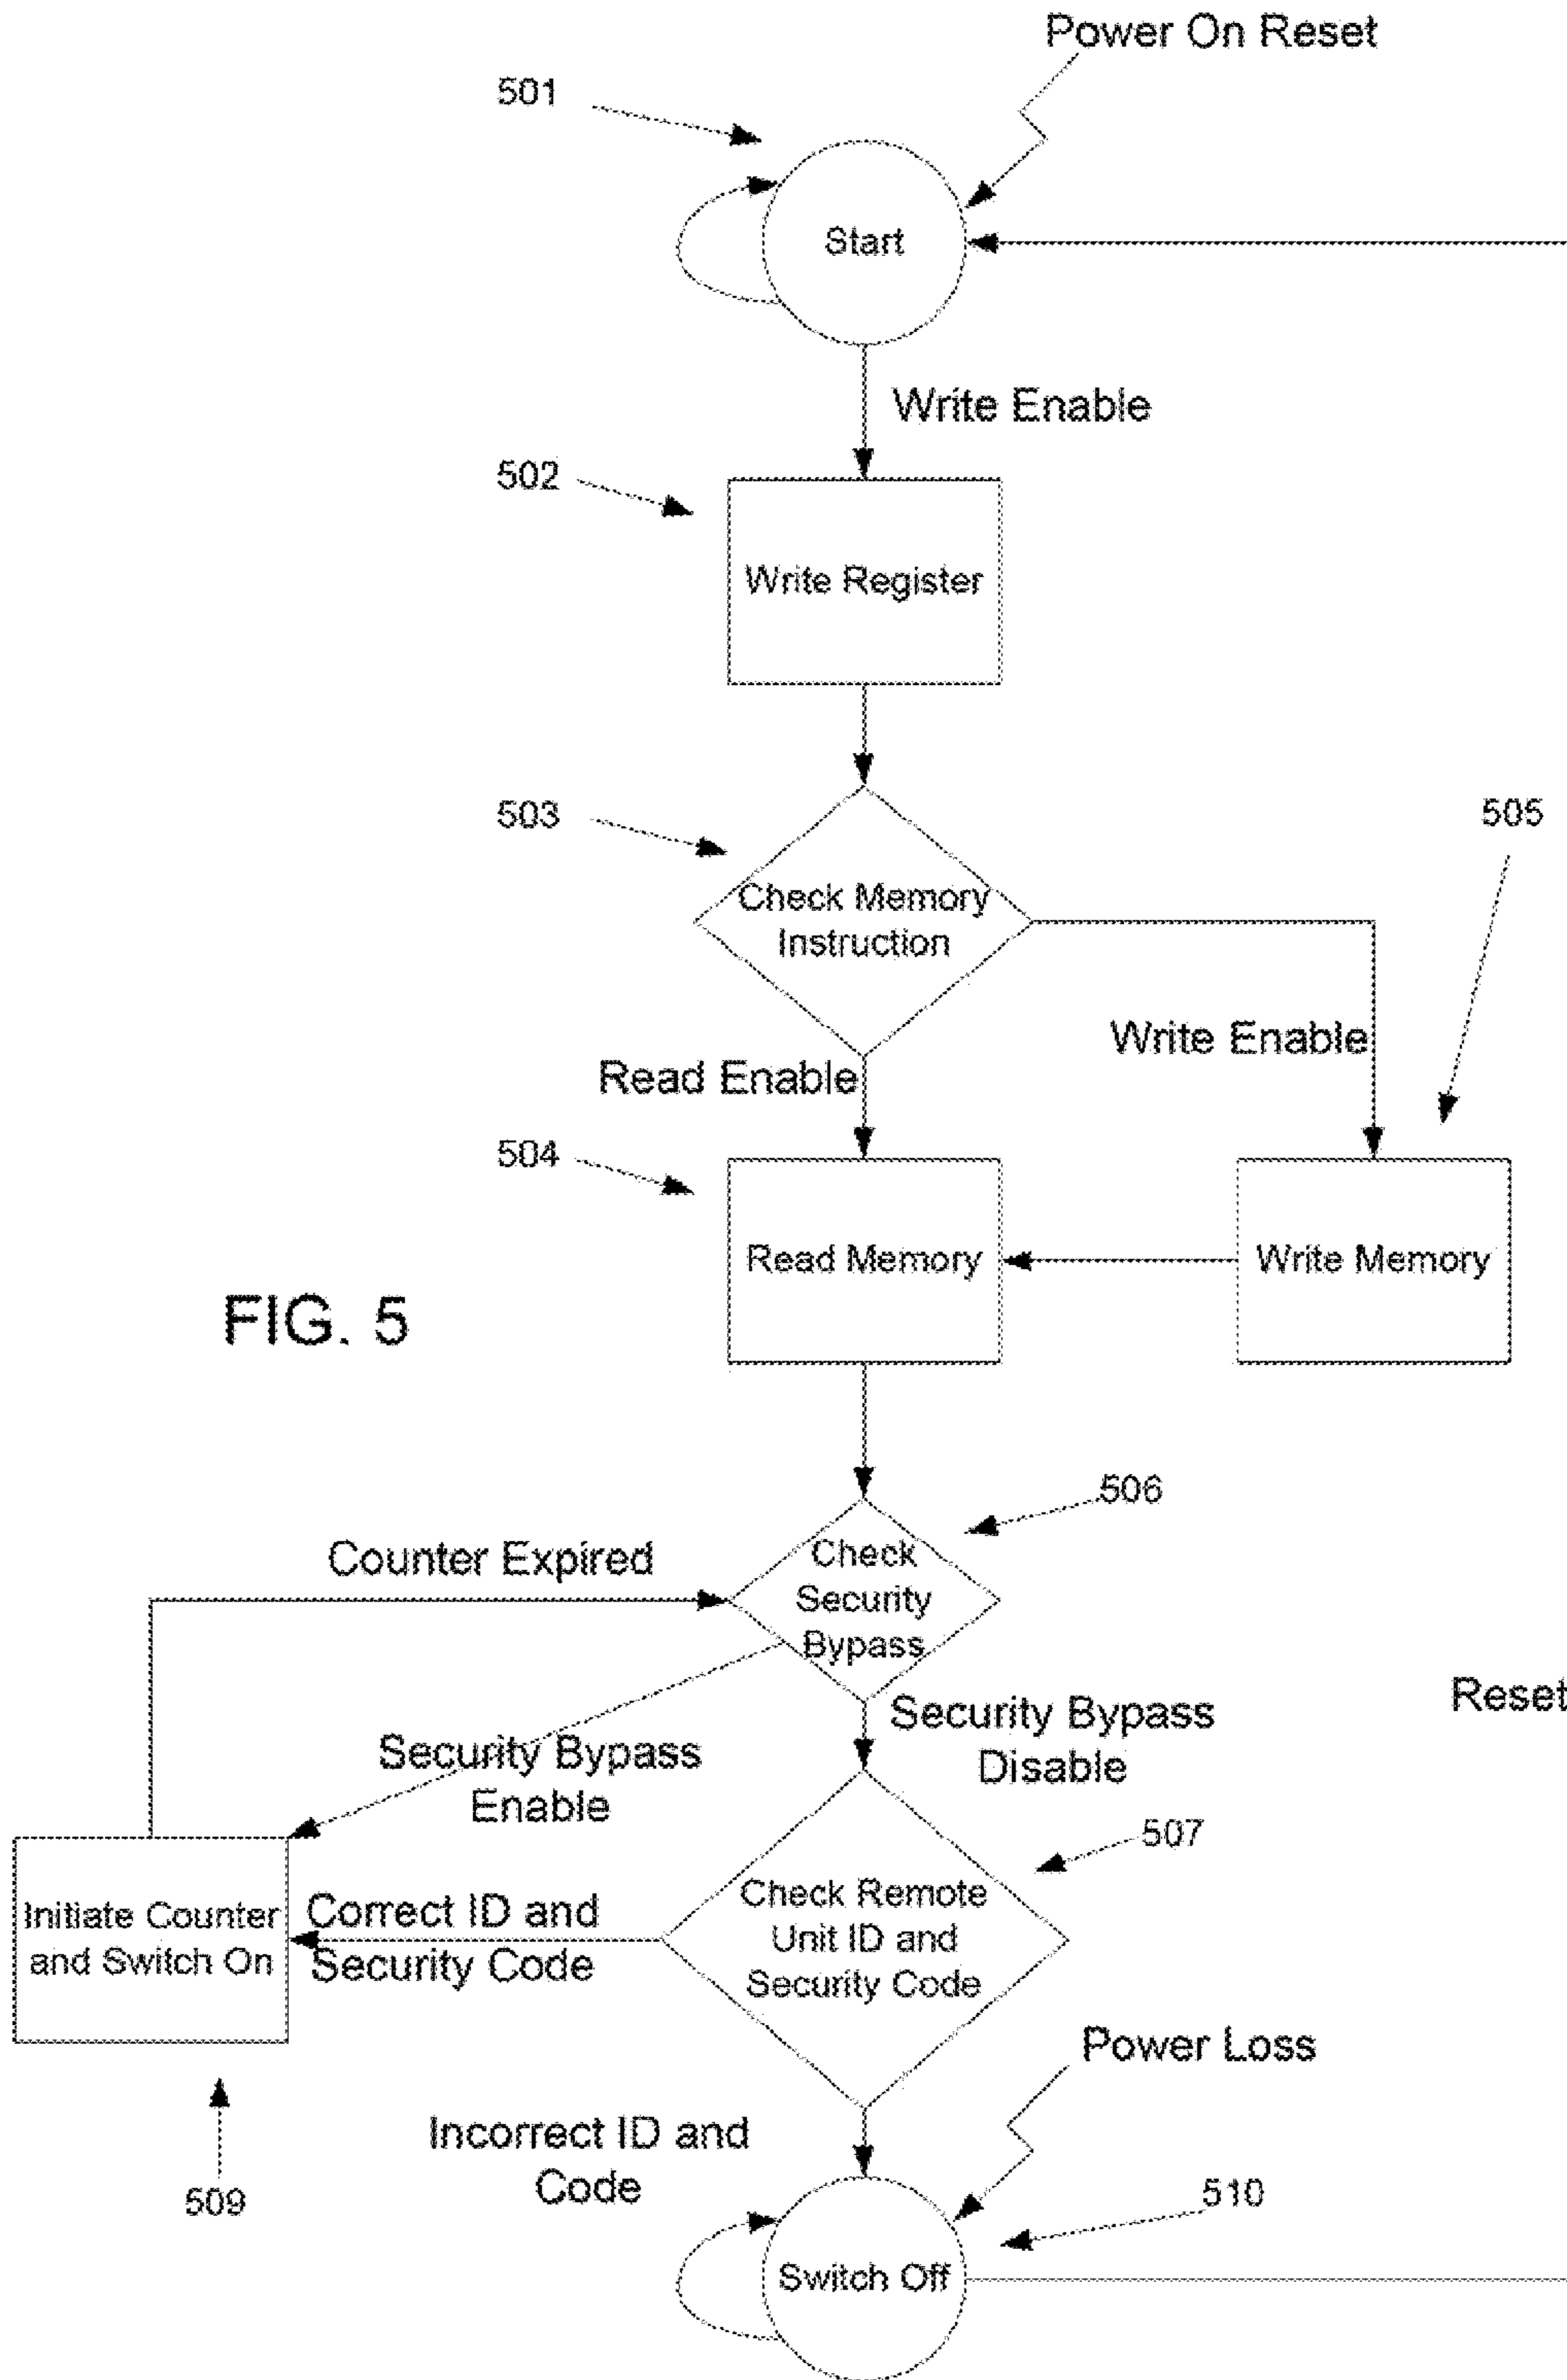 Power On Reset
501
Start
Write Enable
502
Write Register
503
505
Check Memory
Instruction
Write Enable
Read Enable
504
Read Memory
Write Memory
FIG. 5
506
Counter Expired
Check
Security
Bypass
Reset
Security Bypass
Disable
Security Bypass
Enable
507
Check Remote
Unit ID and
Security Code
Initiate Counter
and Switch On
Correct ID and
Security Code
Power Loss
Incorrect ID and
Code
509
510
Switch Off